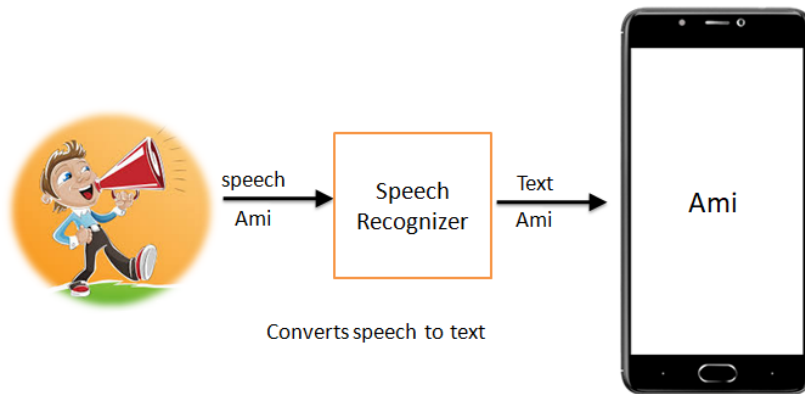 speech
Ami
Speech
Recognizer
Text
Ami
Ami
Converts speech to text